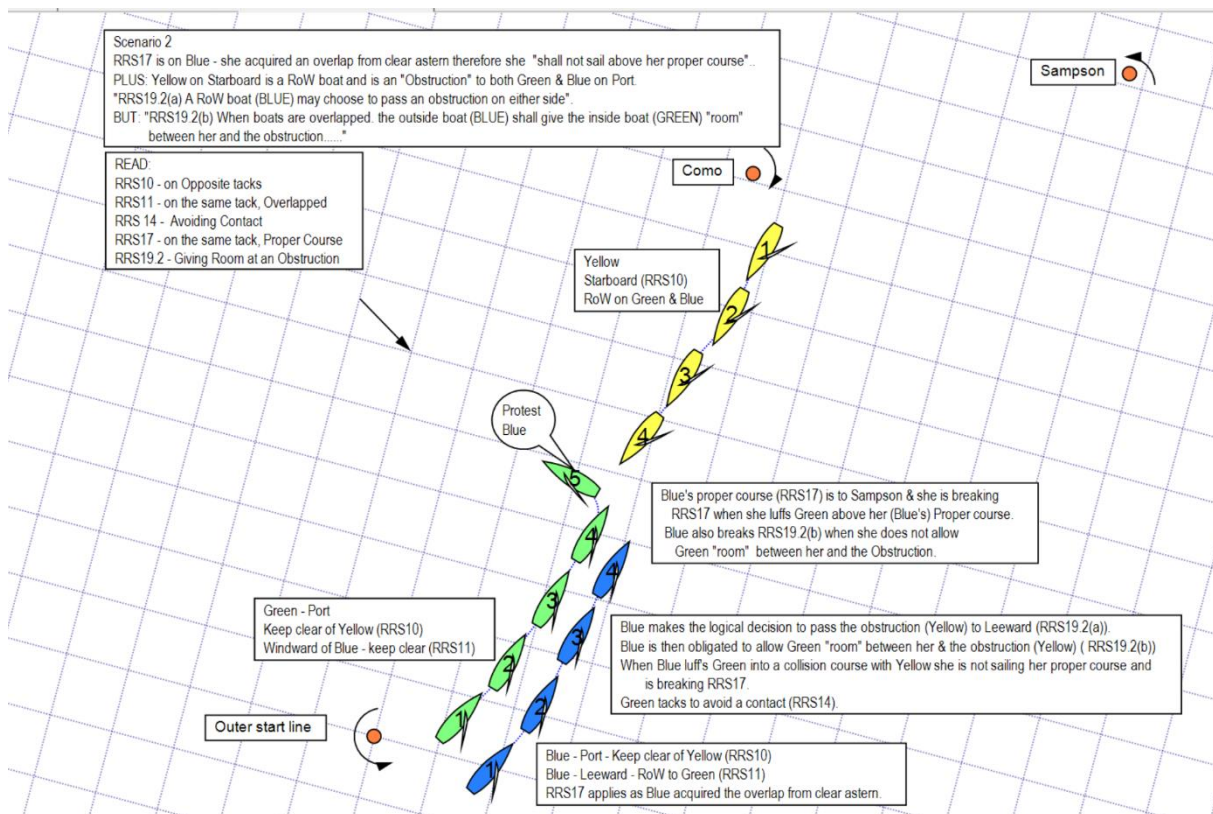 Scenario 2
RRS17 is on Blue - she acquired an overlap from clear astern therefore she "shall not sail above her proper course"..
PLUS: Yellow on Starboard is a RoW boat and is an "Obstruction" to both Green & Blue on Port.
"RRS19.2(a) A RoW boat (BLUE) may choose to pass an obstruction on either side".
BUT: "RRS19.2(b) When boats are overlapped. the outside boat (BLUE) shall give the inside boat (GREEN) "room"
between her and the obstruction....."
READ:
RRS10 - on Opposite tacks
RRS11 - on the same tack, Overlapped
RRS 14 - Avoiding Contact
RRS17 - on the same tack, Proper Course
RRS19.2 - Giving Room at an Obstruction
Sampson
Como
Yellow
Starboard (RRS10)
RoW on Green & Blue
1
2
3
4
Protest
Blue
5
4
3
2
1
4
3
2
1
Blue's proper course (RRS17) is to Sampson & she is breaking
RRS17 when she luffs Green above her (Blue's) Proper course.
Blue also breaks RRS19.2(b) when she does not allow
Green "room" between her and the Obstruction.
Green - Port
Keep clear of Yellow (RRS10)
Windward of Blue - keep clear (RRS11)
Blue makes the logical decision to pass the obstruction (Yellow) to Leeward (RRS19.2(a).
Blue is then obligated to allow Green "room" between her & the obstruction (Yellow) ( RRS19.2(b))
When Blue luff's Green into a collision course with Yellow she is not sailing her proper course and
is breaking RRS17.
Green tacks to avoid a contact (RRS14).
Outer start line
Blue - Port - Keep clear of Yellow (RRS10)
Blue - Leeward - RoW to Green (RRS11)
RRS17 applies as Blue acquired the overlap from clear astern.